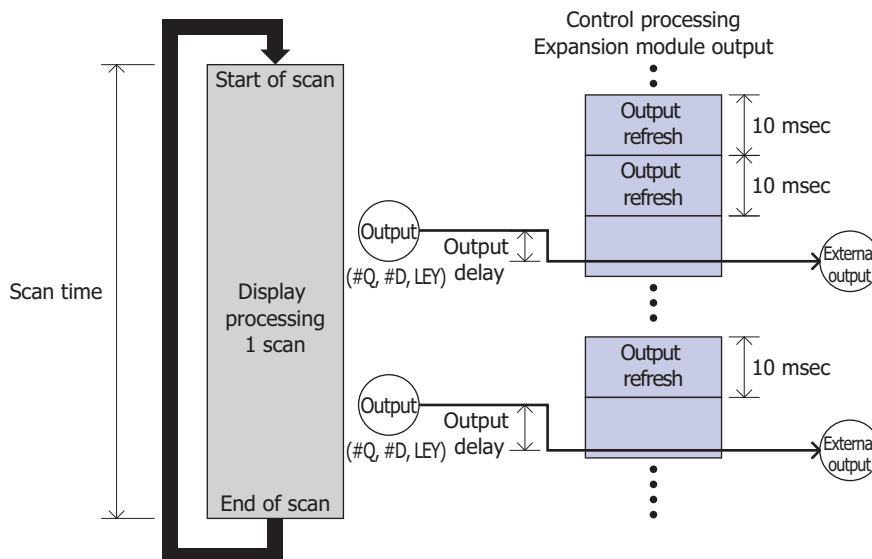 Control processing
Expansion module output
Start of scan
Output
refresh
10 msec
Output
refresh
10 msec
Output
(#Q, #D, LEY)
Output
delay
External
output
Scan time
Display
processing
1 scan
Output
refresh
10 msec
Output
(#Q, #D, LEY)
Output
delay
External
output
End of scan